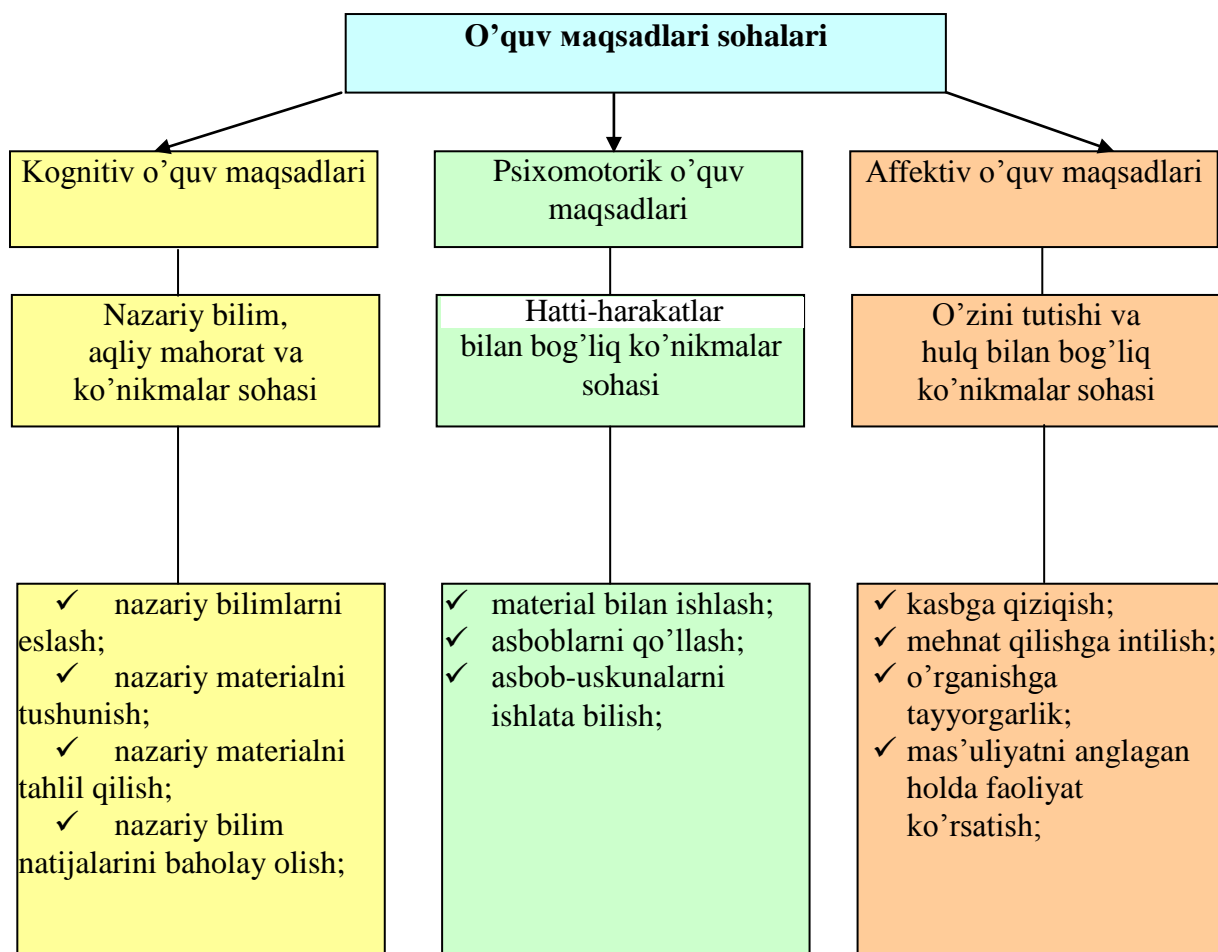 O’quv мaqsadlari sohalari
Kognitiv o’quv maqsadlari
Psixomotorik o’quv
maqsadlari
Affektiv o’quv maqsadlari
Nazariy bilim,
aqliy mahorat va
ko’nikmalar sohasi
Hatti-harakatlar
bilan bog’liq ko’nikmalar
sohasi
O’zini tutishi va
hulq bilan bog’liq
ko’nikmalar sohasi
✓ nazariy bilimlarni
eslash;
✓ nazariy materialni
tushunish;
✓ nazariy materialni
tahlil qilish;
✓ nazariy bilim
natijalarini baholay olish;
✓ material bilan ishlash;
✓ asboblarni qo’llash;
✓ asbob-uskunalarni
ishlata bilish;
✓ kasbga qiziqish;
✓ mehnat qilishga intilish;
✓ o’rganishga
tayyorgarlik;
✓ mas’uliyatni anglagan
holda faoliyat
ko’rsatish;